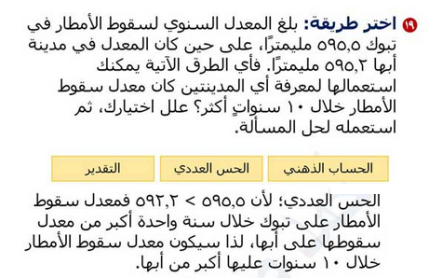 ١٩ اختر طريقة: بلغ المعدل السنوي لسقوط الأمطار في
تبوك ٥٩٥,٥ مليمترًا، على حين كان المعدل في مدينة
أبها ٥٩٥,٢ مليمترًا. فأي الطرق الآتية يمكنك
استعمالها لمعرفة أي المدينتين كان معدل سقوط
الأمطار خلال ١٠ سنواتٍ أكثر؟ علل اختيارك، ثم
استعمله لحل المسألة.
الحساب الذهني
الحس العددي
التقدير
الحس العددي؛ لأن ٥٩٥,٥ > ٥٩٢,٢ فمعدل سقوط
الأمطار على تبوك خلال سنة واحدة أكبر من معدل
سقوطها على أبها، لذا سيكون معدل سقوط الأمطار
خلال ١٠ سنوات عليها أكبر من أبها.